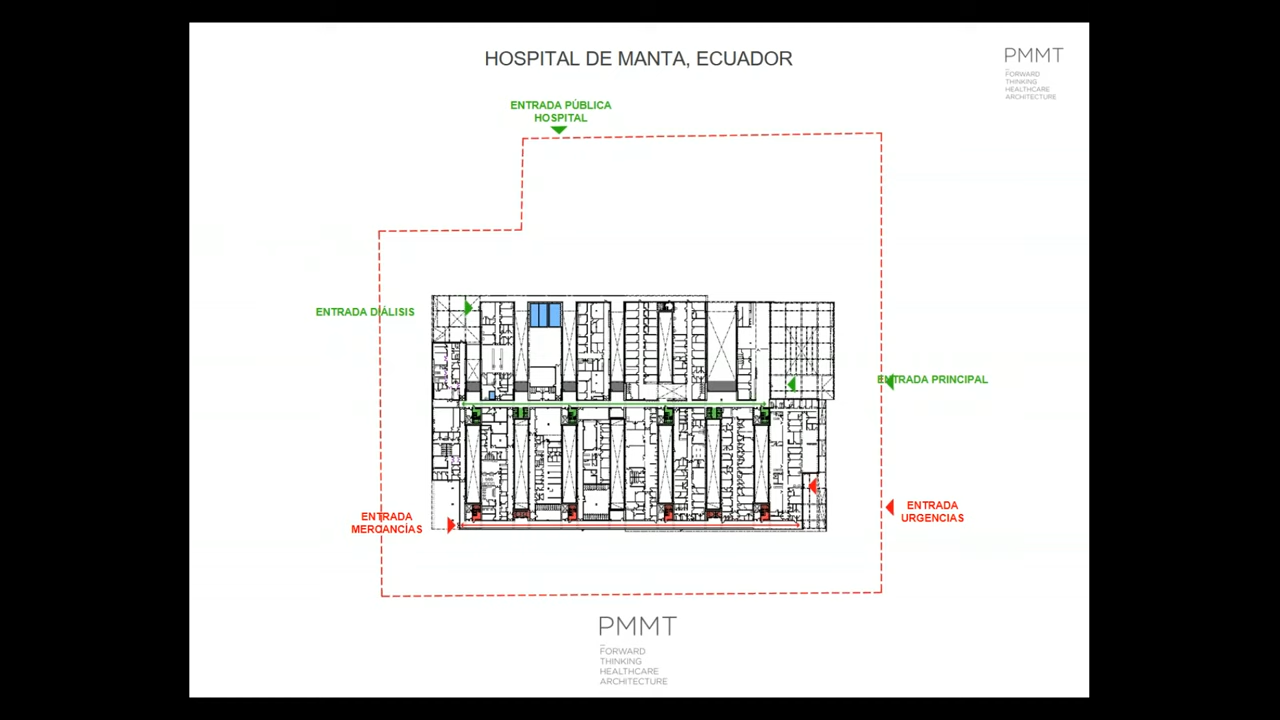 HOSPITAL DE MANTA, ECUADOR
PMMT
FORWARD
THINKING
HEALTHCARE
ARCHITECTURE
ENTRADA PÚBLICA
HOSPITAL
ENTRADA DIÁLISIS
ENTRADA PRINCIPAL
ENTRADA
MERCANCÍAS
ENTRADA
URGENCIAS
PMMT
FORWARD
THINKING
HEALTHCARE
ARCHITECTURE